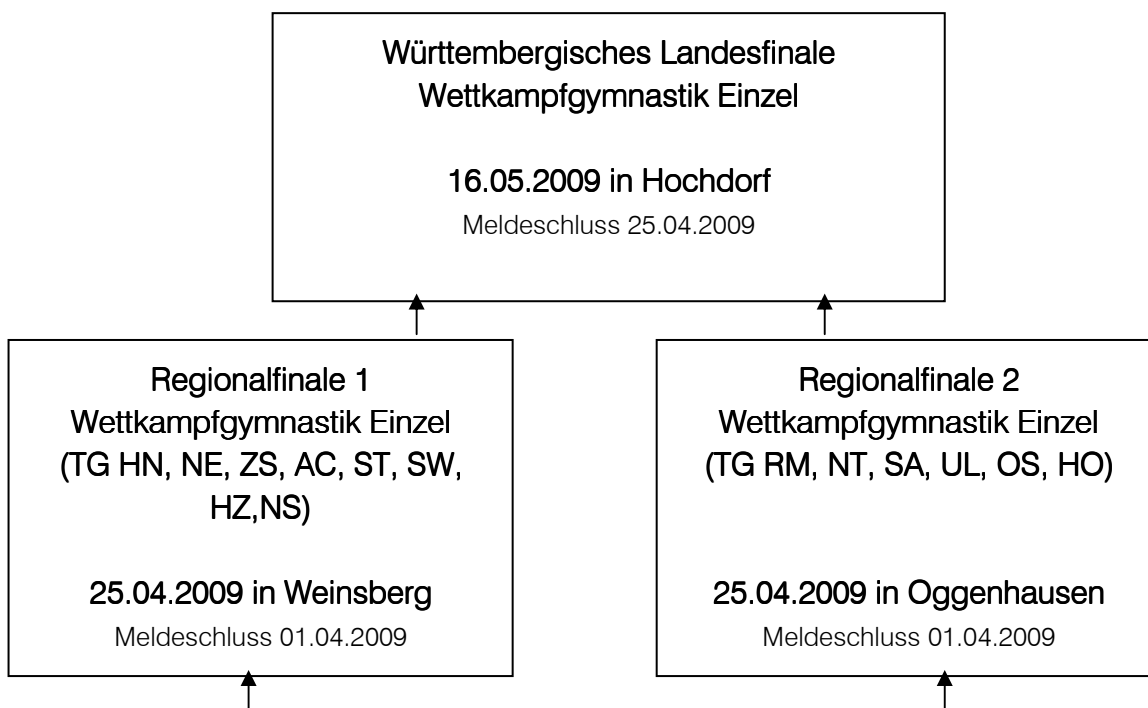 Württembergisches Landesfinale
Wettkampfgymnastik Einzel
16.05.2009 in Hochdorf
Meldeschluss 25.04.2009
Regionalfinale 1
Wettkampfgymnastik Einzel
(TG HN, NE, ZS, AC, ST, SW,
HZ,NS)
25.04.2009 in Weinsberg
Meldeschluss 01.04.2009
Regionalfinale 2
Wettkampfgymnastik Einzel
(TG RM, NT, SA, UL, OS, HO)
25.04.2009 in Oggenhausen
Meldeschluss 01.04.2009